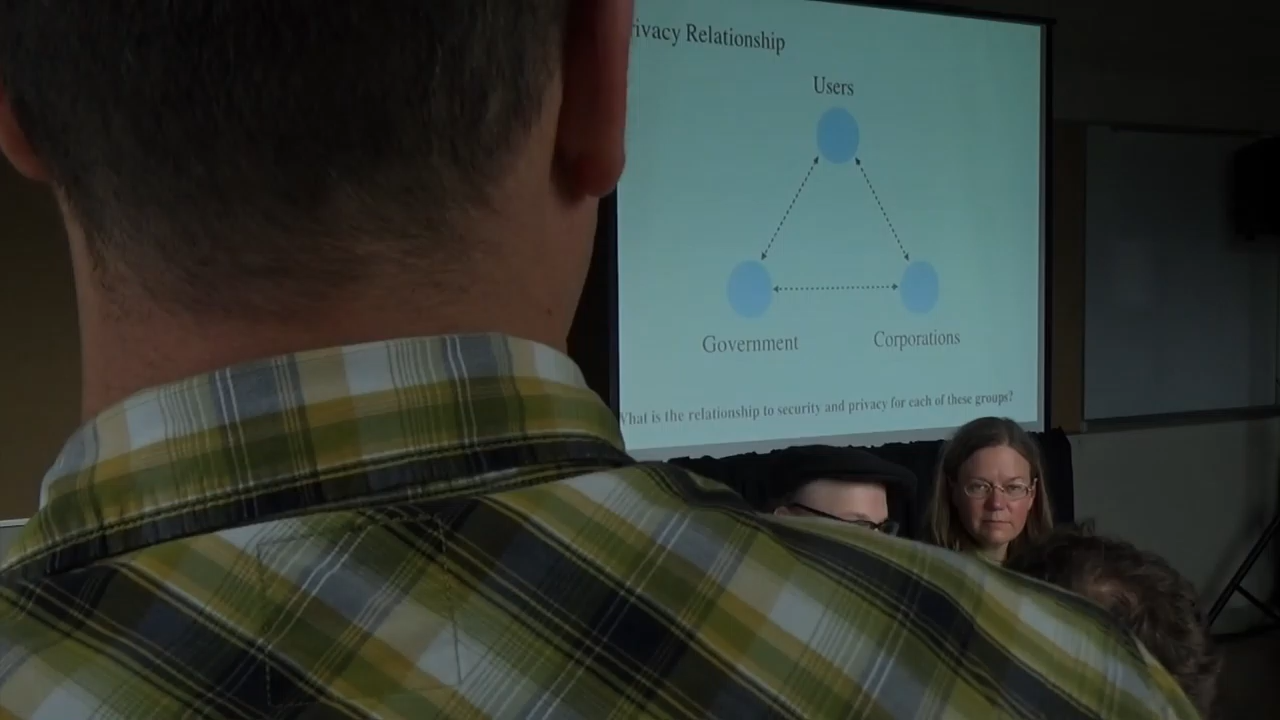 rivacy Relationship
Users
Government Corporations
What is the relationship to security and privacy for each of these groups?